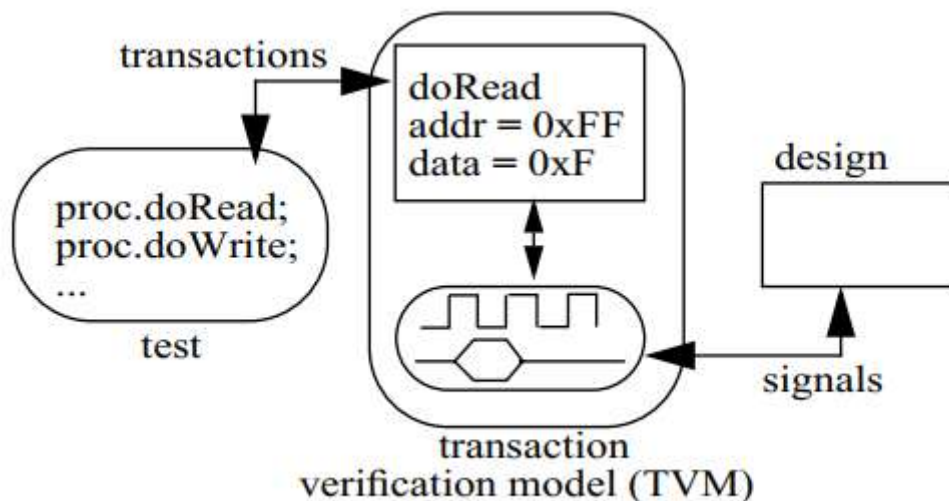 transactions
doRead
addr = 0xFF
data = 0xF
design
proc.doRead;
proc.doWrite;
...
test
signals
transaction
verification model (TVM)